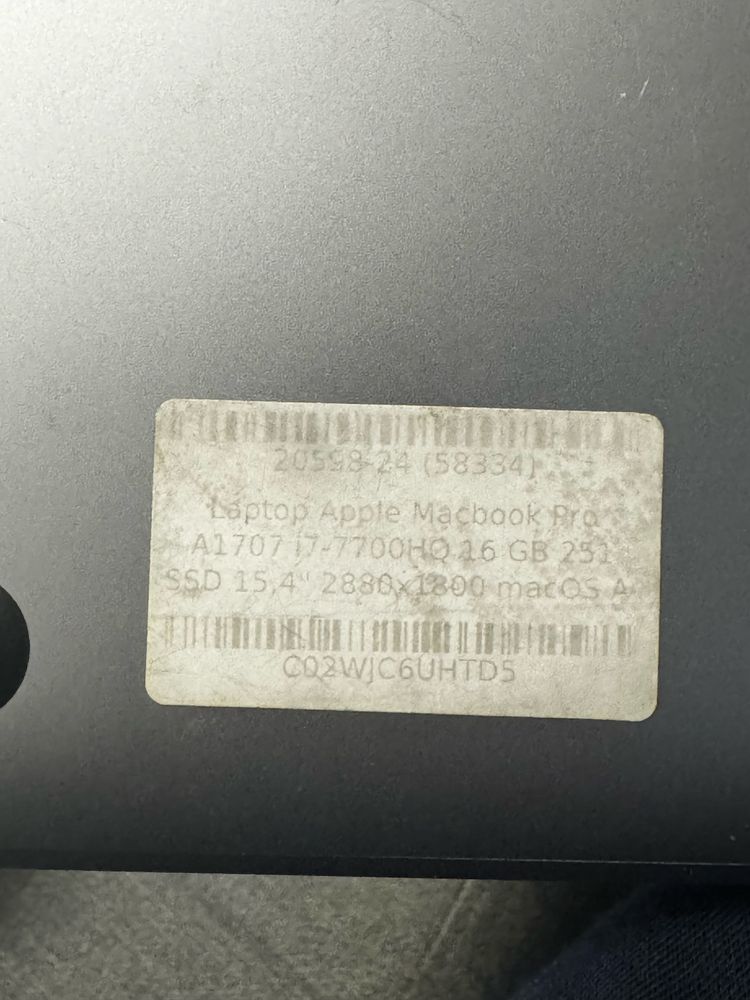 20598-24 (58334)
Laptop Apple Macbook Pro
A1707 i7-7700HQ 16 GB 251
SSD 15,4" 2880x1800 macOS A-
C02WJC6UHTD5